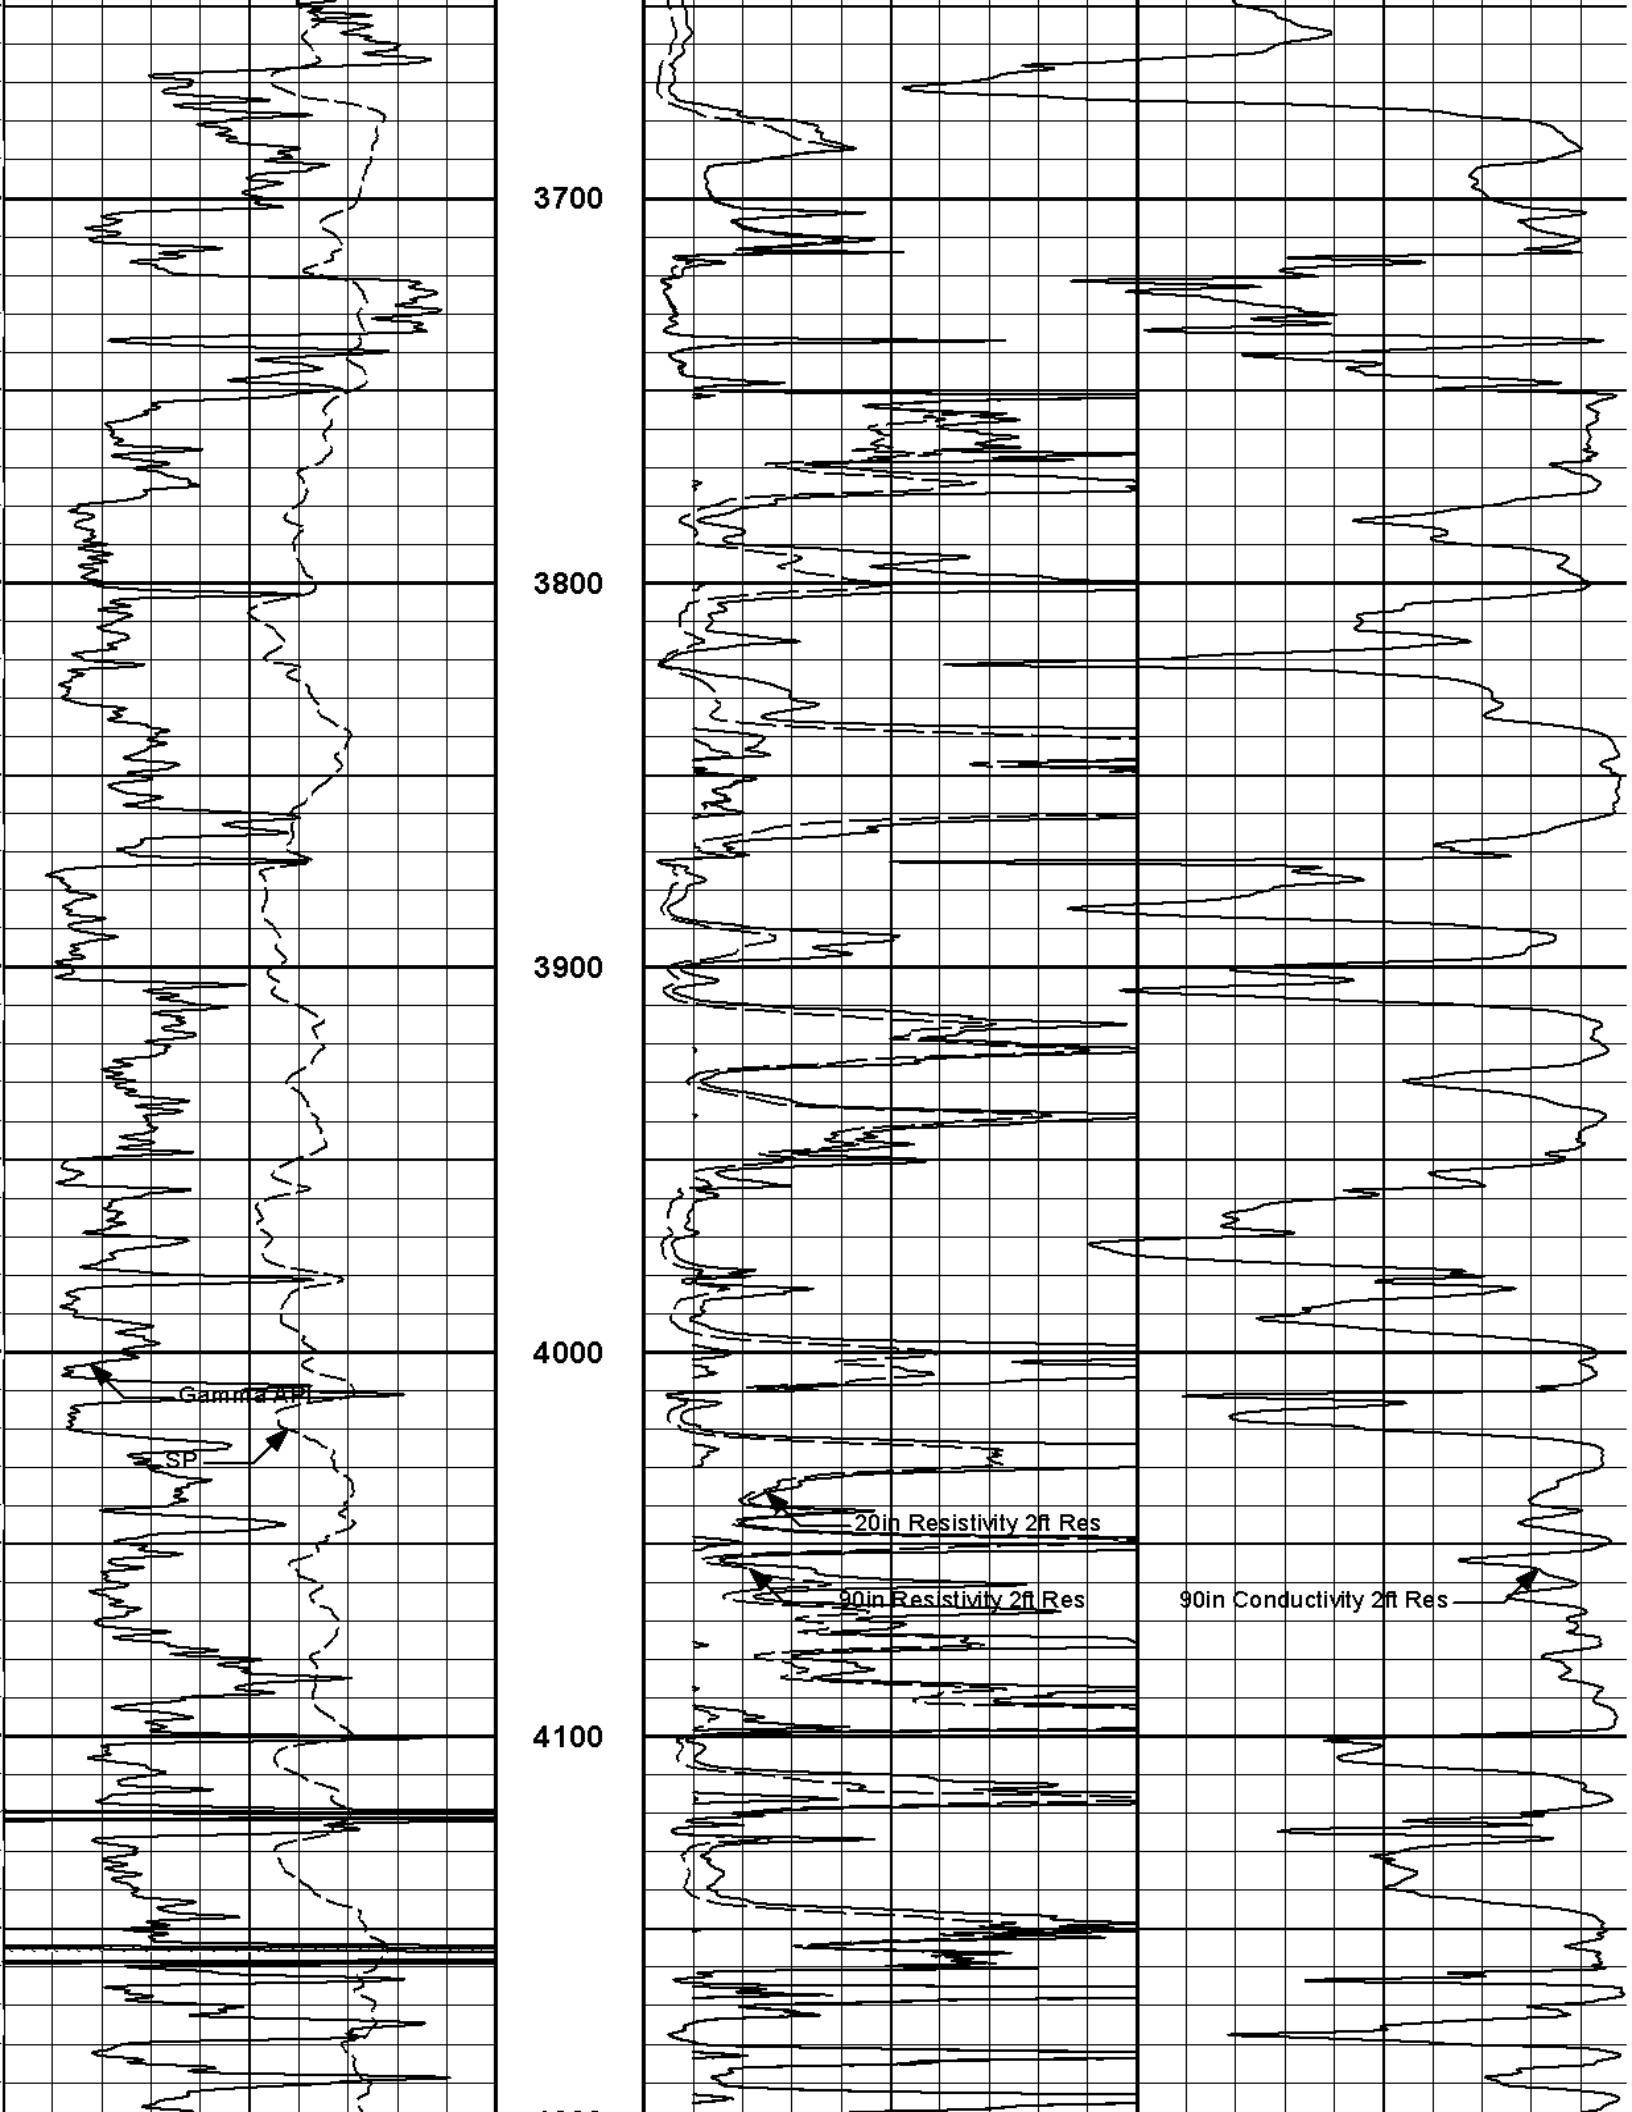 3700
3800
3900
4000
Gamma API
SP
20in Resistivity 2ft Res
90in Resistivity 2ft Res
90in Conductivity 2ft Res
4100